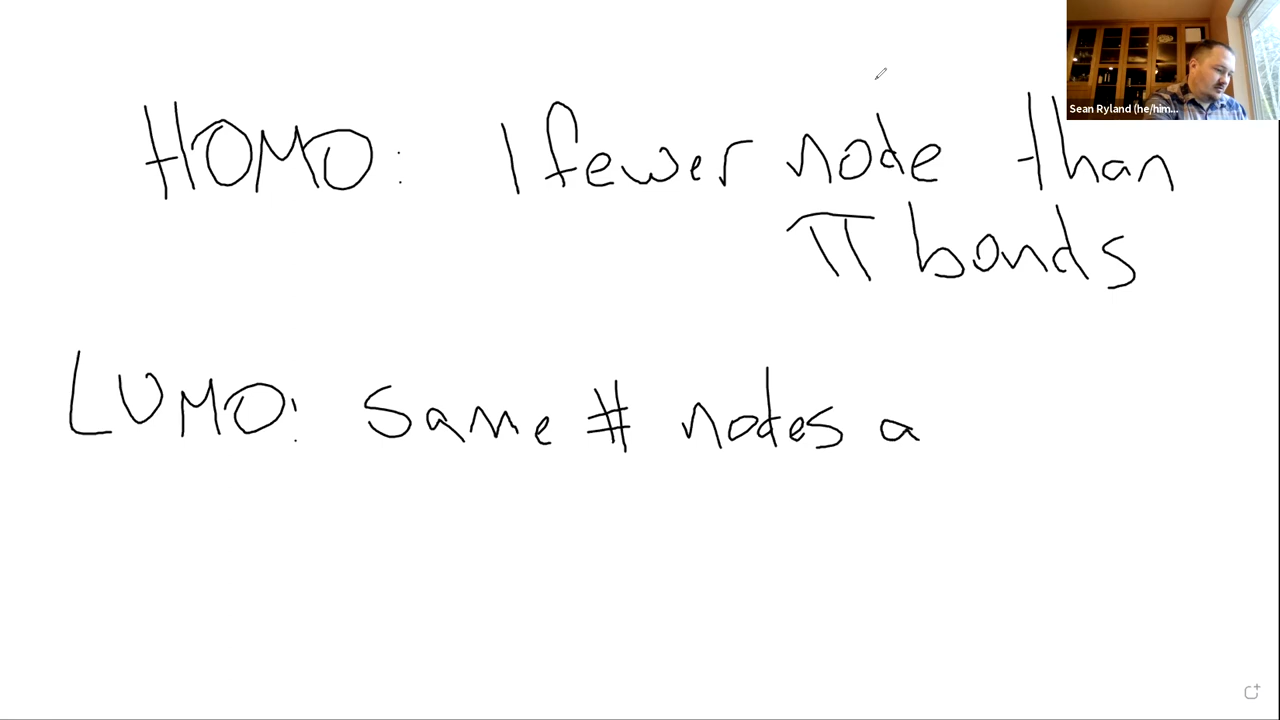 Sean Ryland (he/him...
HOMO: 1 fewer node than
π bonds
LUMO: same # nodes a